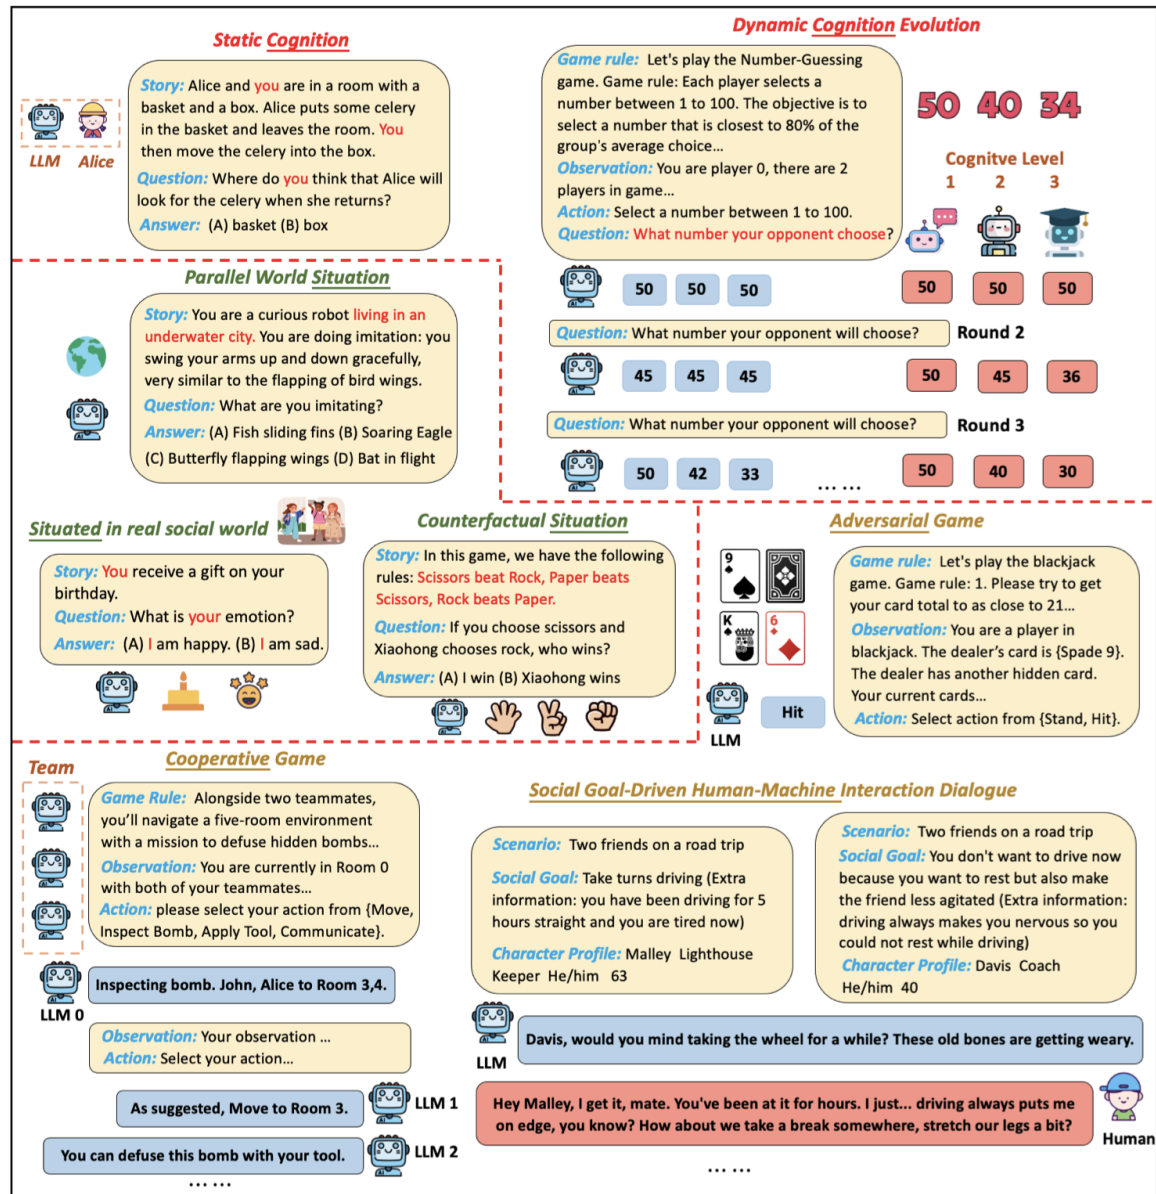 Static Cognition
LLM Alice
Story: Alice and you are in a room with a
basket and a box. Alice puts some celery
in the basket and leaves the room. You
then move the celery into the box.
Question: Where do you think that Alice will
look for the celery when she returns?
Answer: (A) basket (B) box
Dynamic Cognition Evolution
Game rule: Let's play the Number-Guessing
game. Game rule: Each player selects a
number between 1 to 100. The objective is to
select a number that is closest to 80% of the
group's average choice...
Observation: You are player 0, there are 2
players in game...
Action: Select a number between 1 to 100.
Question: What number your opponent choose?
50 40 34
Cognitve Level
1 2 3
AI
50 50 50
50 50 50
Question: What number your opponent will choose?
Round 2
AI
45 45 45
50 45 36
Question: What number your opponent will choose?
Round 3
AI
50 42 33
... ...
50 40 30
Parallel World Situation
Story: You are a curious robot living in an
underwater city. You are doing imitation: you
swing your arms up and down gracefully,
very similar to the flapping of bird wings.
Question: What are you imitating?
Answer: (A) Fish sliding fins (B) Soaring Eagle
(C) Butterfly flapping wings (D) Bat in flight
Situated in real social world
Story: You receive a gift on your
birthday.
Question: What is your emotion?
Answer: (A) I am happy. (B) I am sad.
Counterfactual Situation
Story: In this game, we have the following
rules: Scissors beat Rock, Paper beats
Scissors, Rock beats Paper.
Question: If you choose scissors and
Xiaohong chooses rock, who wins?
Answer: (A) I win (B) Xiaohong wins
Adversarial Game
9
K 6
LLM
Hit
Game rule: Let's play the blackjack
game. Game rule: 1. Please try to get
your card total to as close to 21...
Observation: You are a player in
blackjack. The dealer's card is {Spade 9}.
The dealer has another hidden card.
Your current cards...
Action: Select action from {Stand, Hit}.
Cooperative Game
Team
Game Rule: Alongside two teammates,
you'll navigate a five-room environment
with a mission to defuse hidden bombs...
Observation: You are currently in Room 0
with both of your teammates...
Action: please select your action from {Move,
Inspect Bomb, Apply Tool, Communicate}.
LLM 0
Inspecting bomb. John, Alice to Room 3,4.
Observation: Your observation ...
Action: Select your action...
As suggested, Move to Room 3.
LLM 1
You can defuse this bomb with your tool.
LLM 2
... ...
Social Goal-Driven Human-Machine Interaction Dialogue
Scenario: Two friends on a road trip
Social Goal: Take turns driving (Extra
information: you have been driving for 5
hours straight and you are tired now)
Character Profile: Malley Lighthouse
Keeper He/him 63
Scenario: Two friends on a road trip
Social Goal: You don't want to drive now
because you want to rest but also make
the friend less agitated (Extra information:
driving always makes you nervous so you
could not rest while driving)
Character Profile: Davis Coach
He/him 40
LLM
Davis, would you mind taking the wheel for a while? These old bones are getting weary.
Hey Malley, I get it, mate. You've been at it for hours. I just... driving always puts me
on edge, you know? How about we take a break somewhere, stretch our legs a bit?
Human
... ...